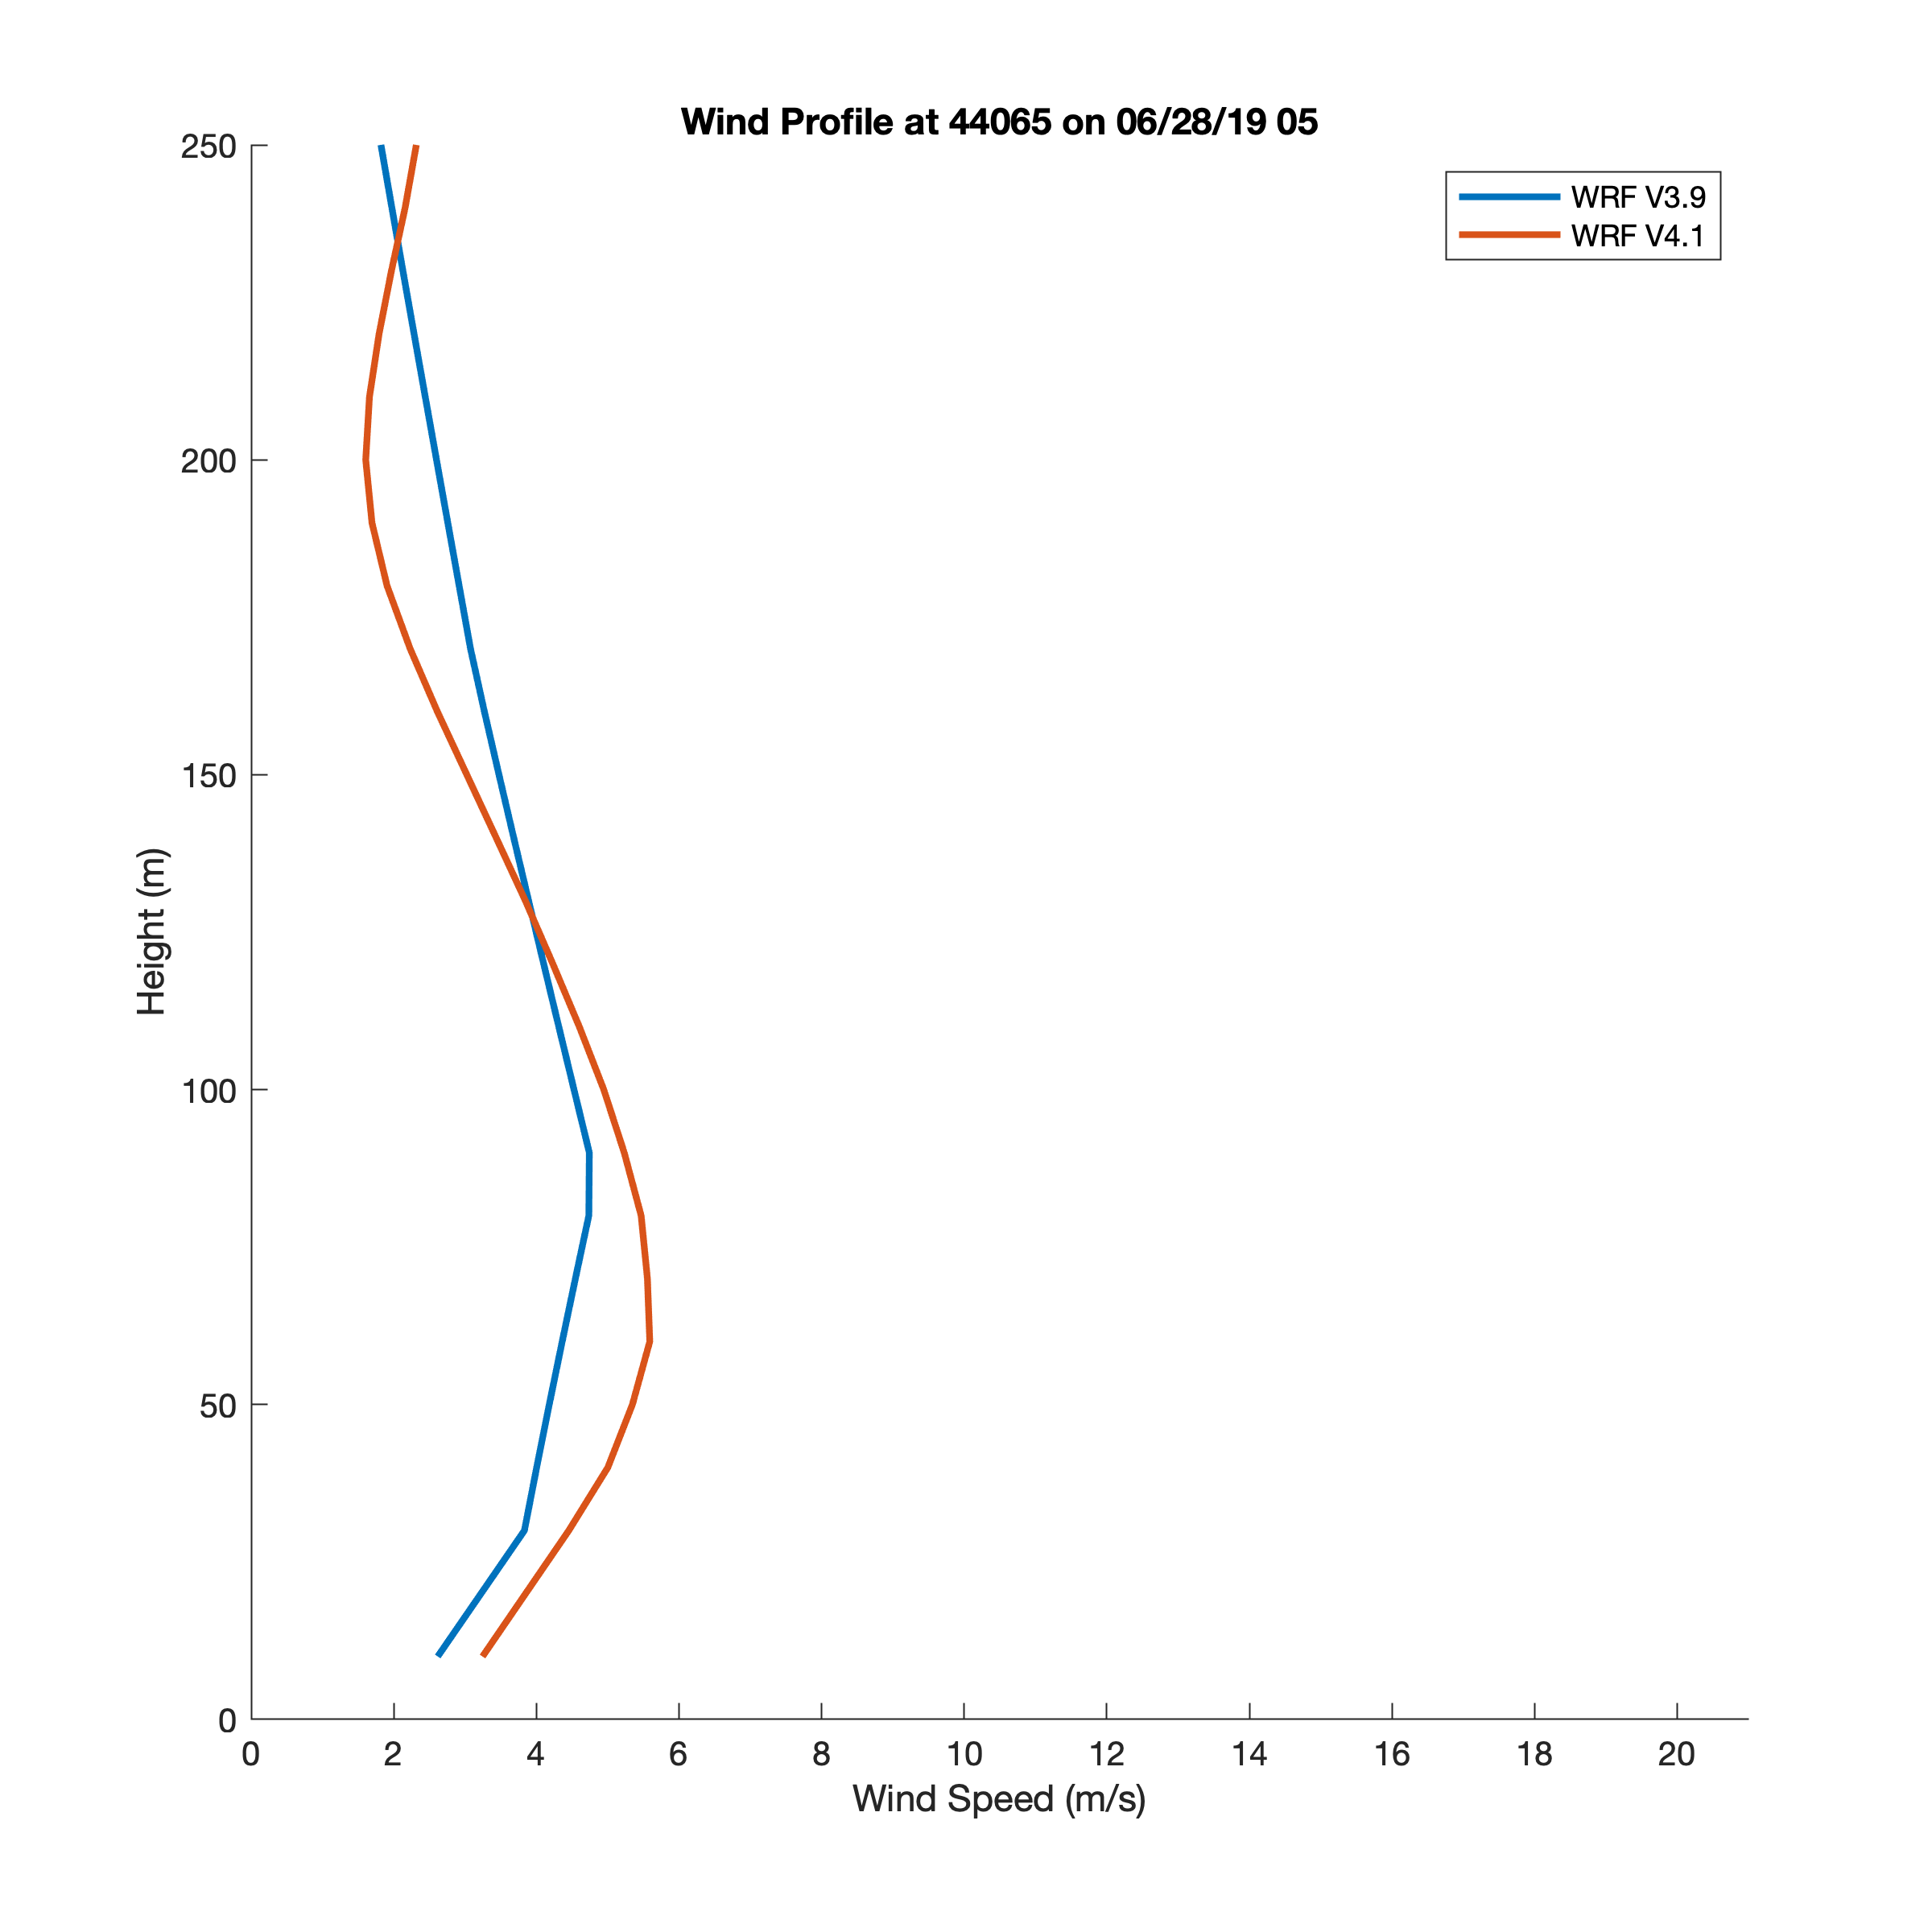 Wind Profile at 44065 on 06/28/19 05
WRF V3.9
WRF V4.1
250
200
150
100
50
0
Height (m)
0 2 4 6 8 10 12 14 16 18 20
Wind Speed (m/s)